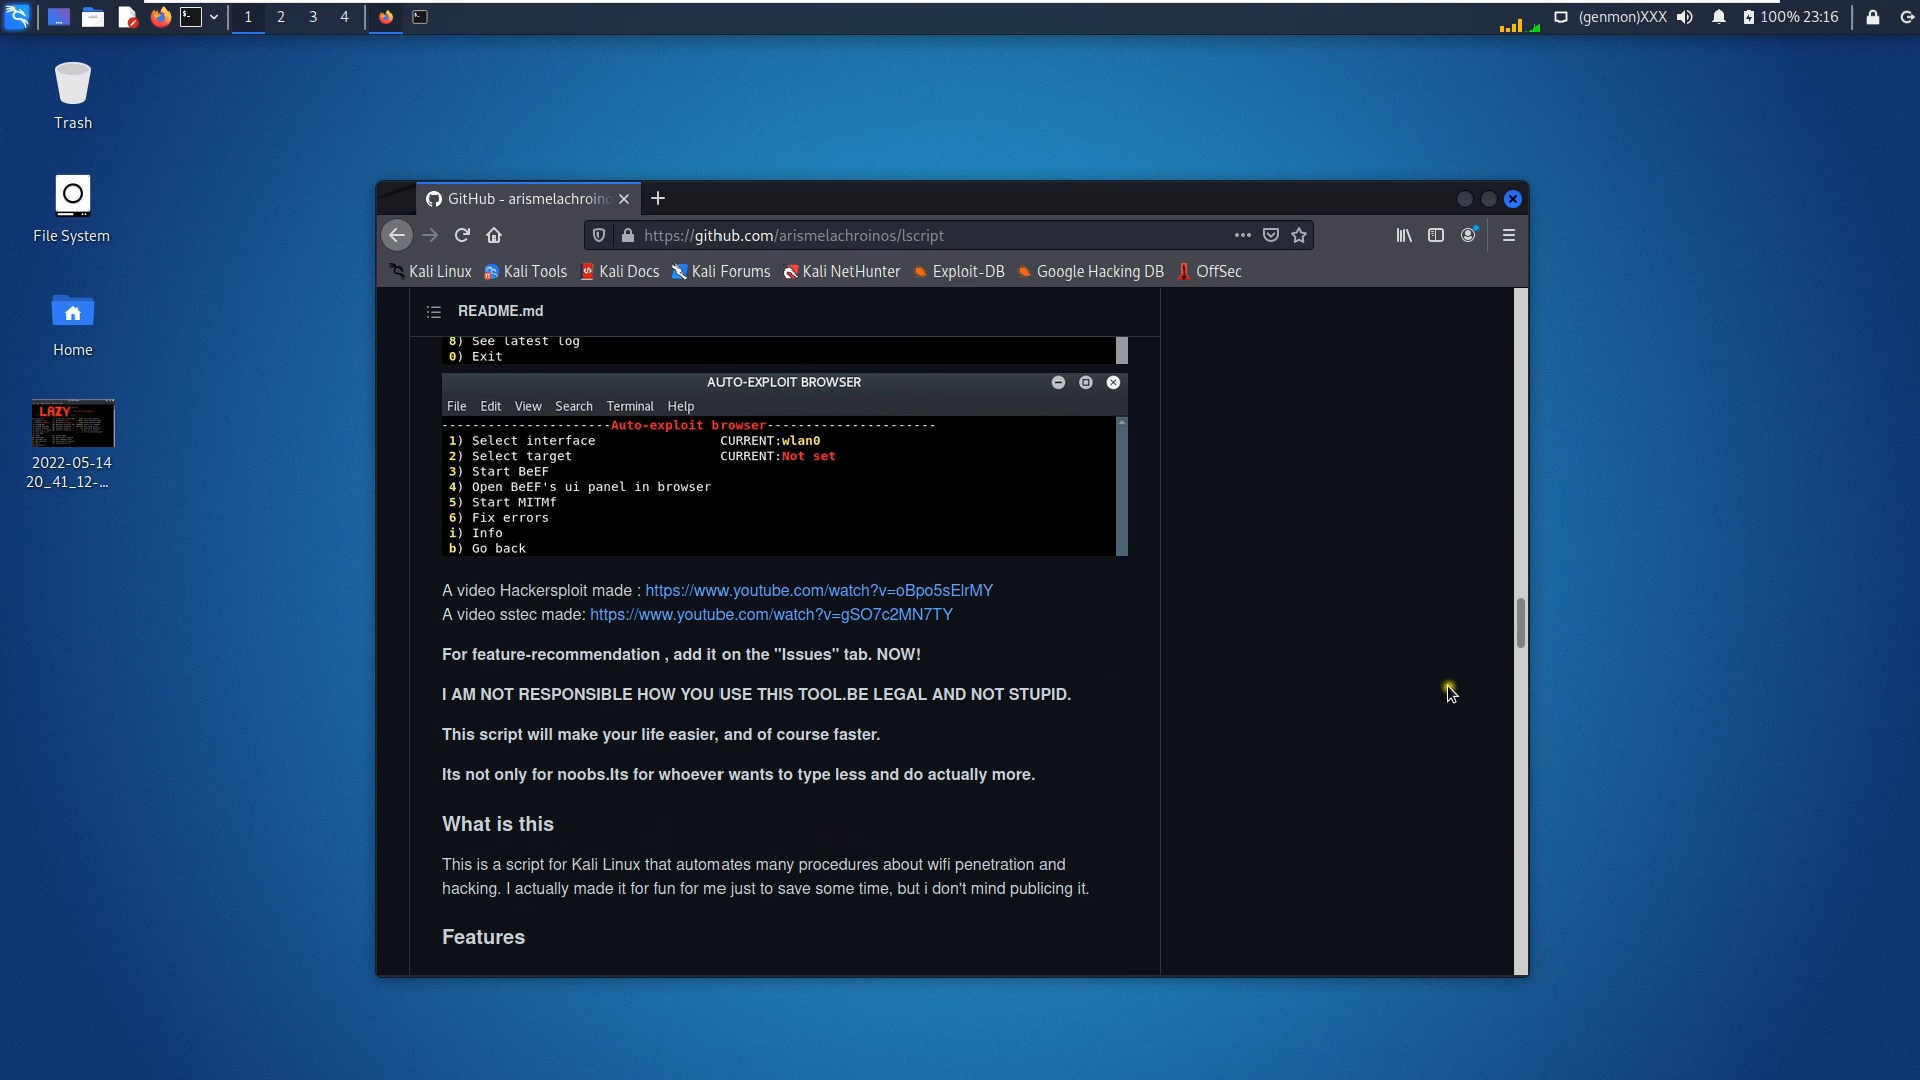 1 2 3 4
(genmon)XXX 100% 23:16
Trash
File System
Home
LAZY
2022-05-14
20_41_12-...
GitHub - arismelachroino
https://github.com/arismelachroinos/lscript
Kali Linux Kali Tools Kali Docs Kali Forums Kali NetHunter Exploit-DB Google Hacking DB OffSec
README.md
8) See latest log
0) Exit
AUTO-EXPLOIT BROWSER
File Edit View Search Terminal Help
----------------------Auto-exploit browser----------------------
1) Select interface CURRENT:wlan0
2) Select target CURRENT:Not set
3) Start BeEF
4) Open BeEF's ui panel in browser
5) Start MITMf
6) Fix errors
i) Info
b) Go back
A video Hackersploit made : https://www.youtube.com/watch?v=oBpo5sElrMY
A video sstec made: https://www.youtube.com/watch?v=gSO7c2MN7TY
For feature-recommendation , add it on the "Issues" tab. NOW!
I AM NOT RESPONSIBLE HOW YOU USE THIS TOOL.BE LEGAL AND NOT STUPID.
This script will make your life easier, and of course faster.
Its not only for noobs.Its for whoever wants to type less and do actually more.
What is this
This is a script for Kali Linux that automates many procedures about wifi penetration and
hacking. I actually made it for fun for me just to save some time, but i don't mind publicing it.
Features